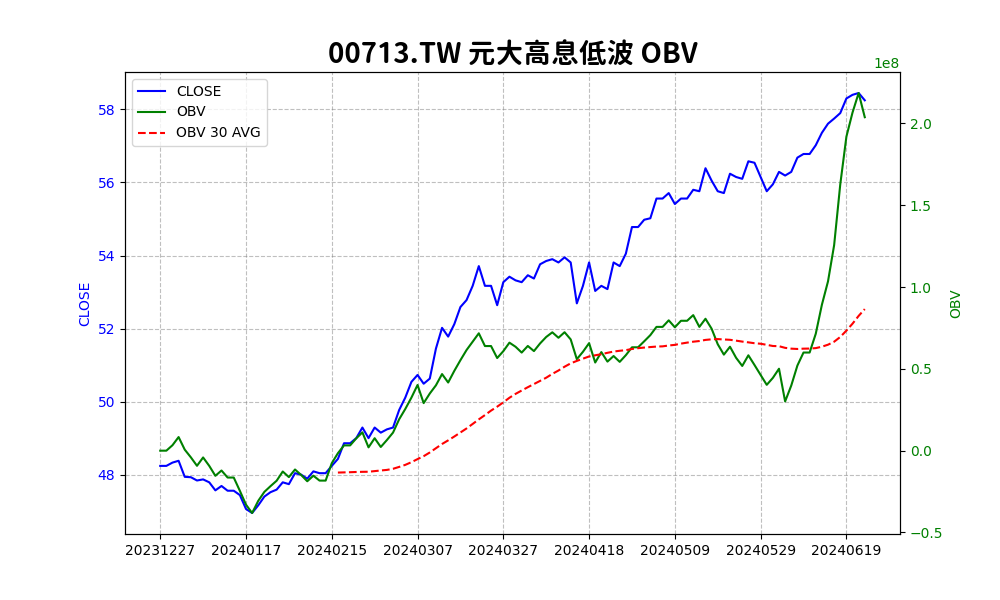 00713.TW 元大高息低波 OBV
1e8
CLOSE
OBV
OBV 30 AVG
58
56
54
52
50
48
CLOSE
2.0
1.5
1.0
0.5
0.0
−0.5
OBV
20231227 20240117 20240215 20240307 20240327 20240418 20240509 20240529 20240619